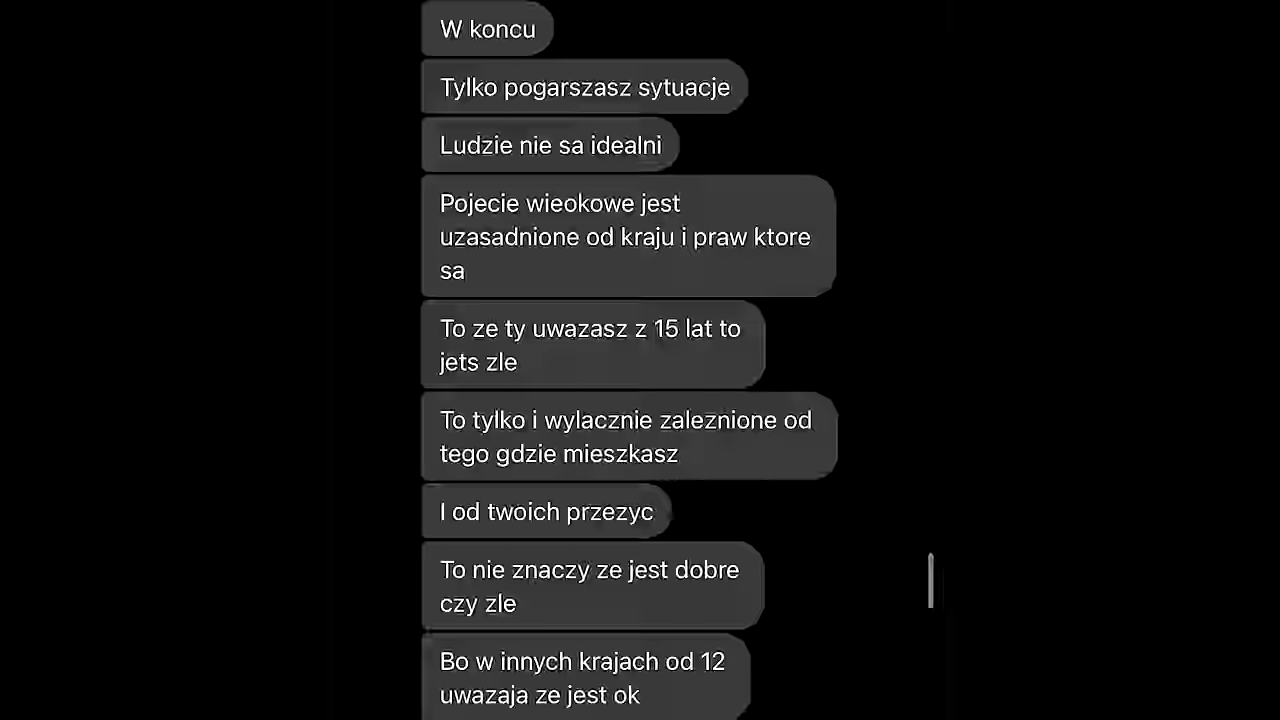 W koncu
Tylko pogarszasz sytuacje
Ludzie nie sa idealni
Pojecie wieokowe jest
uzasadnione od kraju i praw ktore
sa
To ze ty uwazasz z 15 lat to
jets zle
To tylko i wylacznie zaleznione od
tego gdzie mieszkasz
I od twoich przezyc
To nie znaczy ze jest dobre
czy zle
Bo w innych krajach od 12
uwazaja ze jest ok